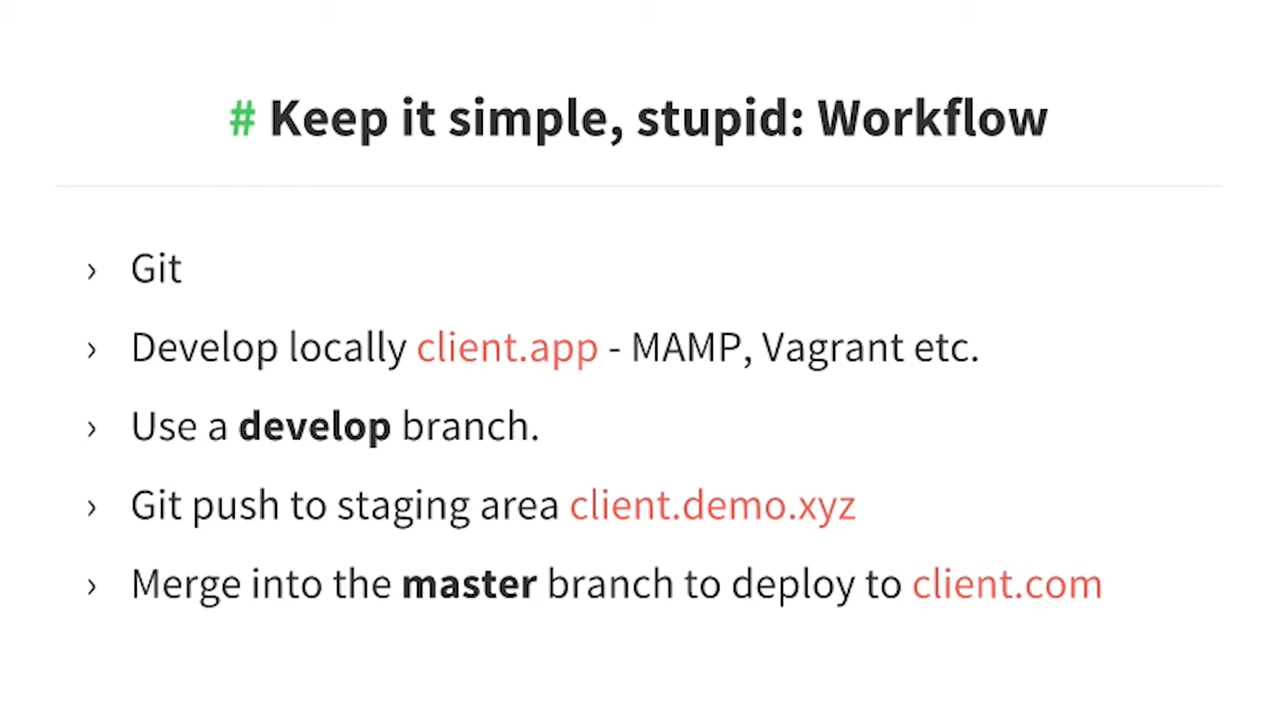 # Keep it simple, stupid: Workflow
› Git
› Develop locally client.app - MAMP, Vagrant etc.
› Use a develop branch.
› Git push to staging area client.demo.xyz
› Merge into the master branch to deploy to client.com